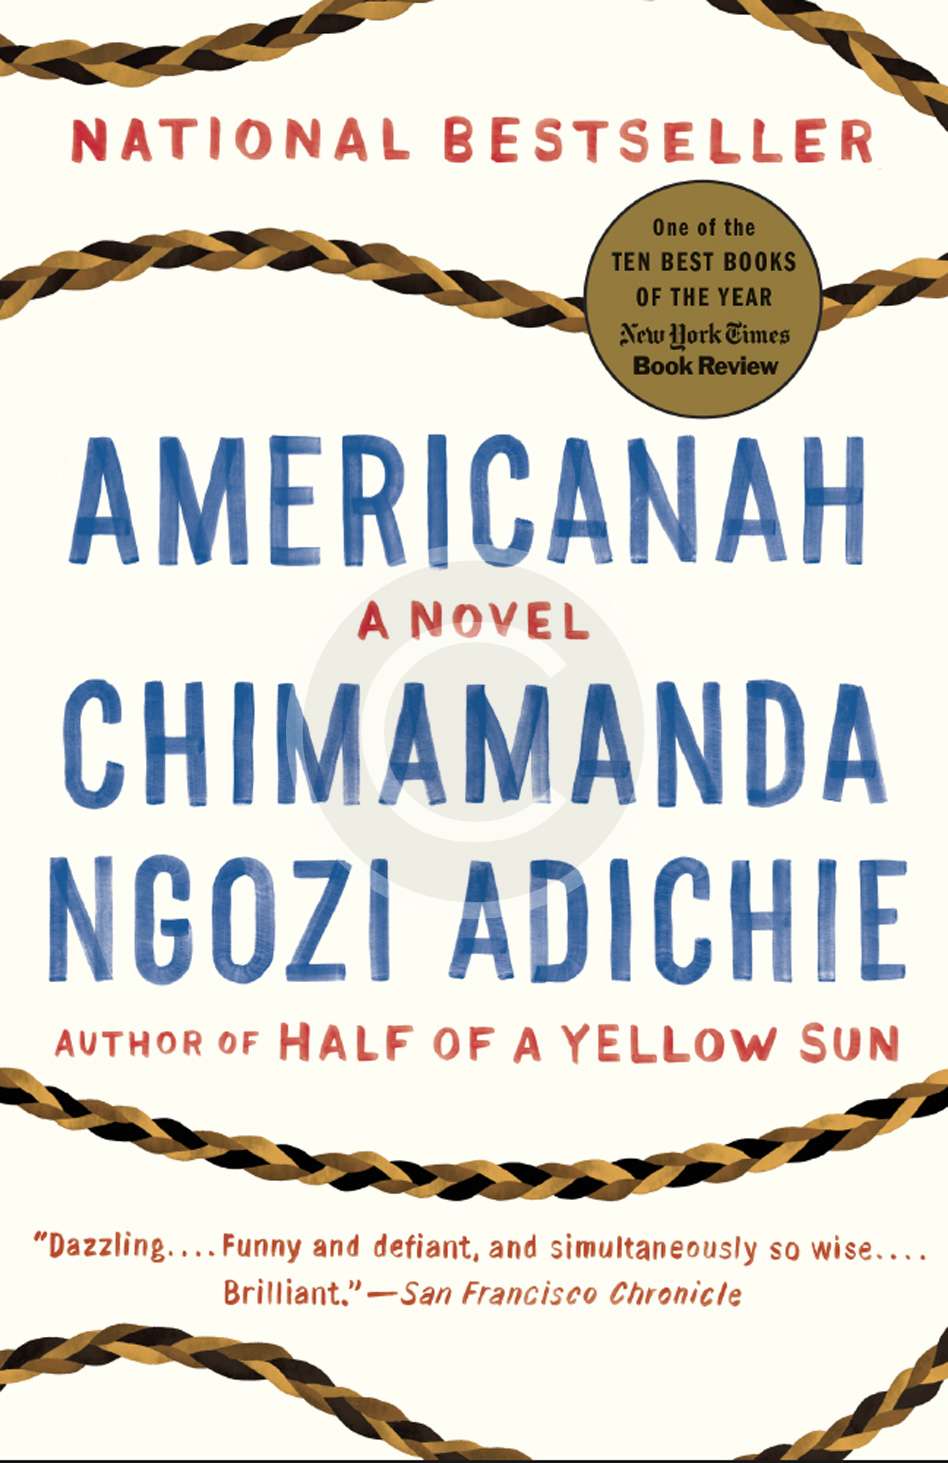 NATIONAL BESTSELLER
One of the
TEN BEST BOOKS
OF THE YEAR
New York Times
Book Review
AMERICANAH
A NOVEL
CHIMAMANDA
NGOZI ADICHIE
AUTHOR OF HALF OF A YELLOW SUN
"Dazzling.... Funny and defiant, and simultaneously so wise....
Brilliant."—San Francisco Chronicle